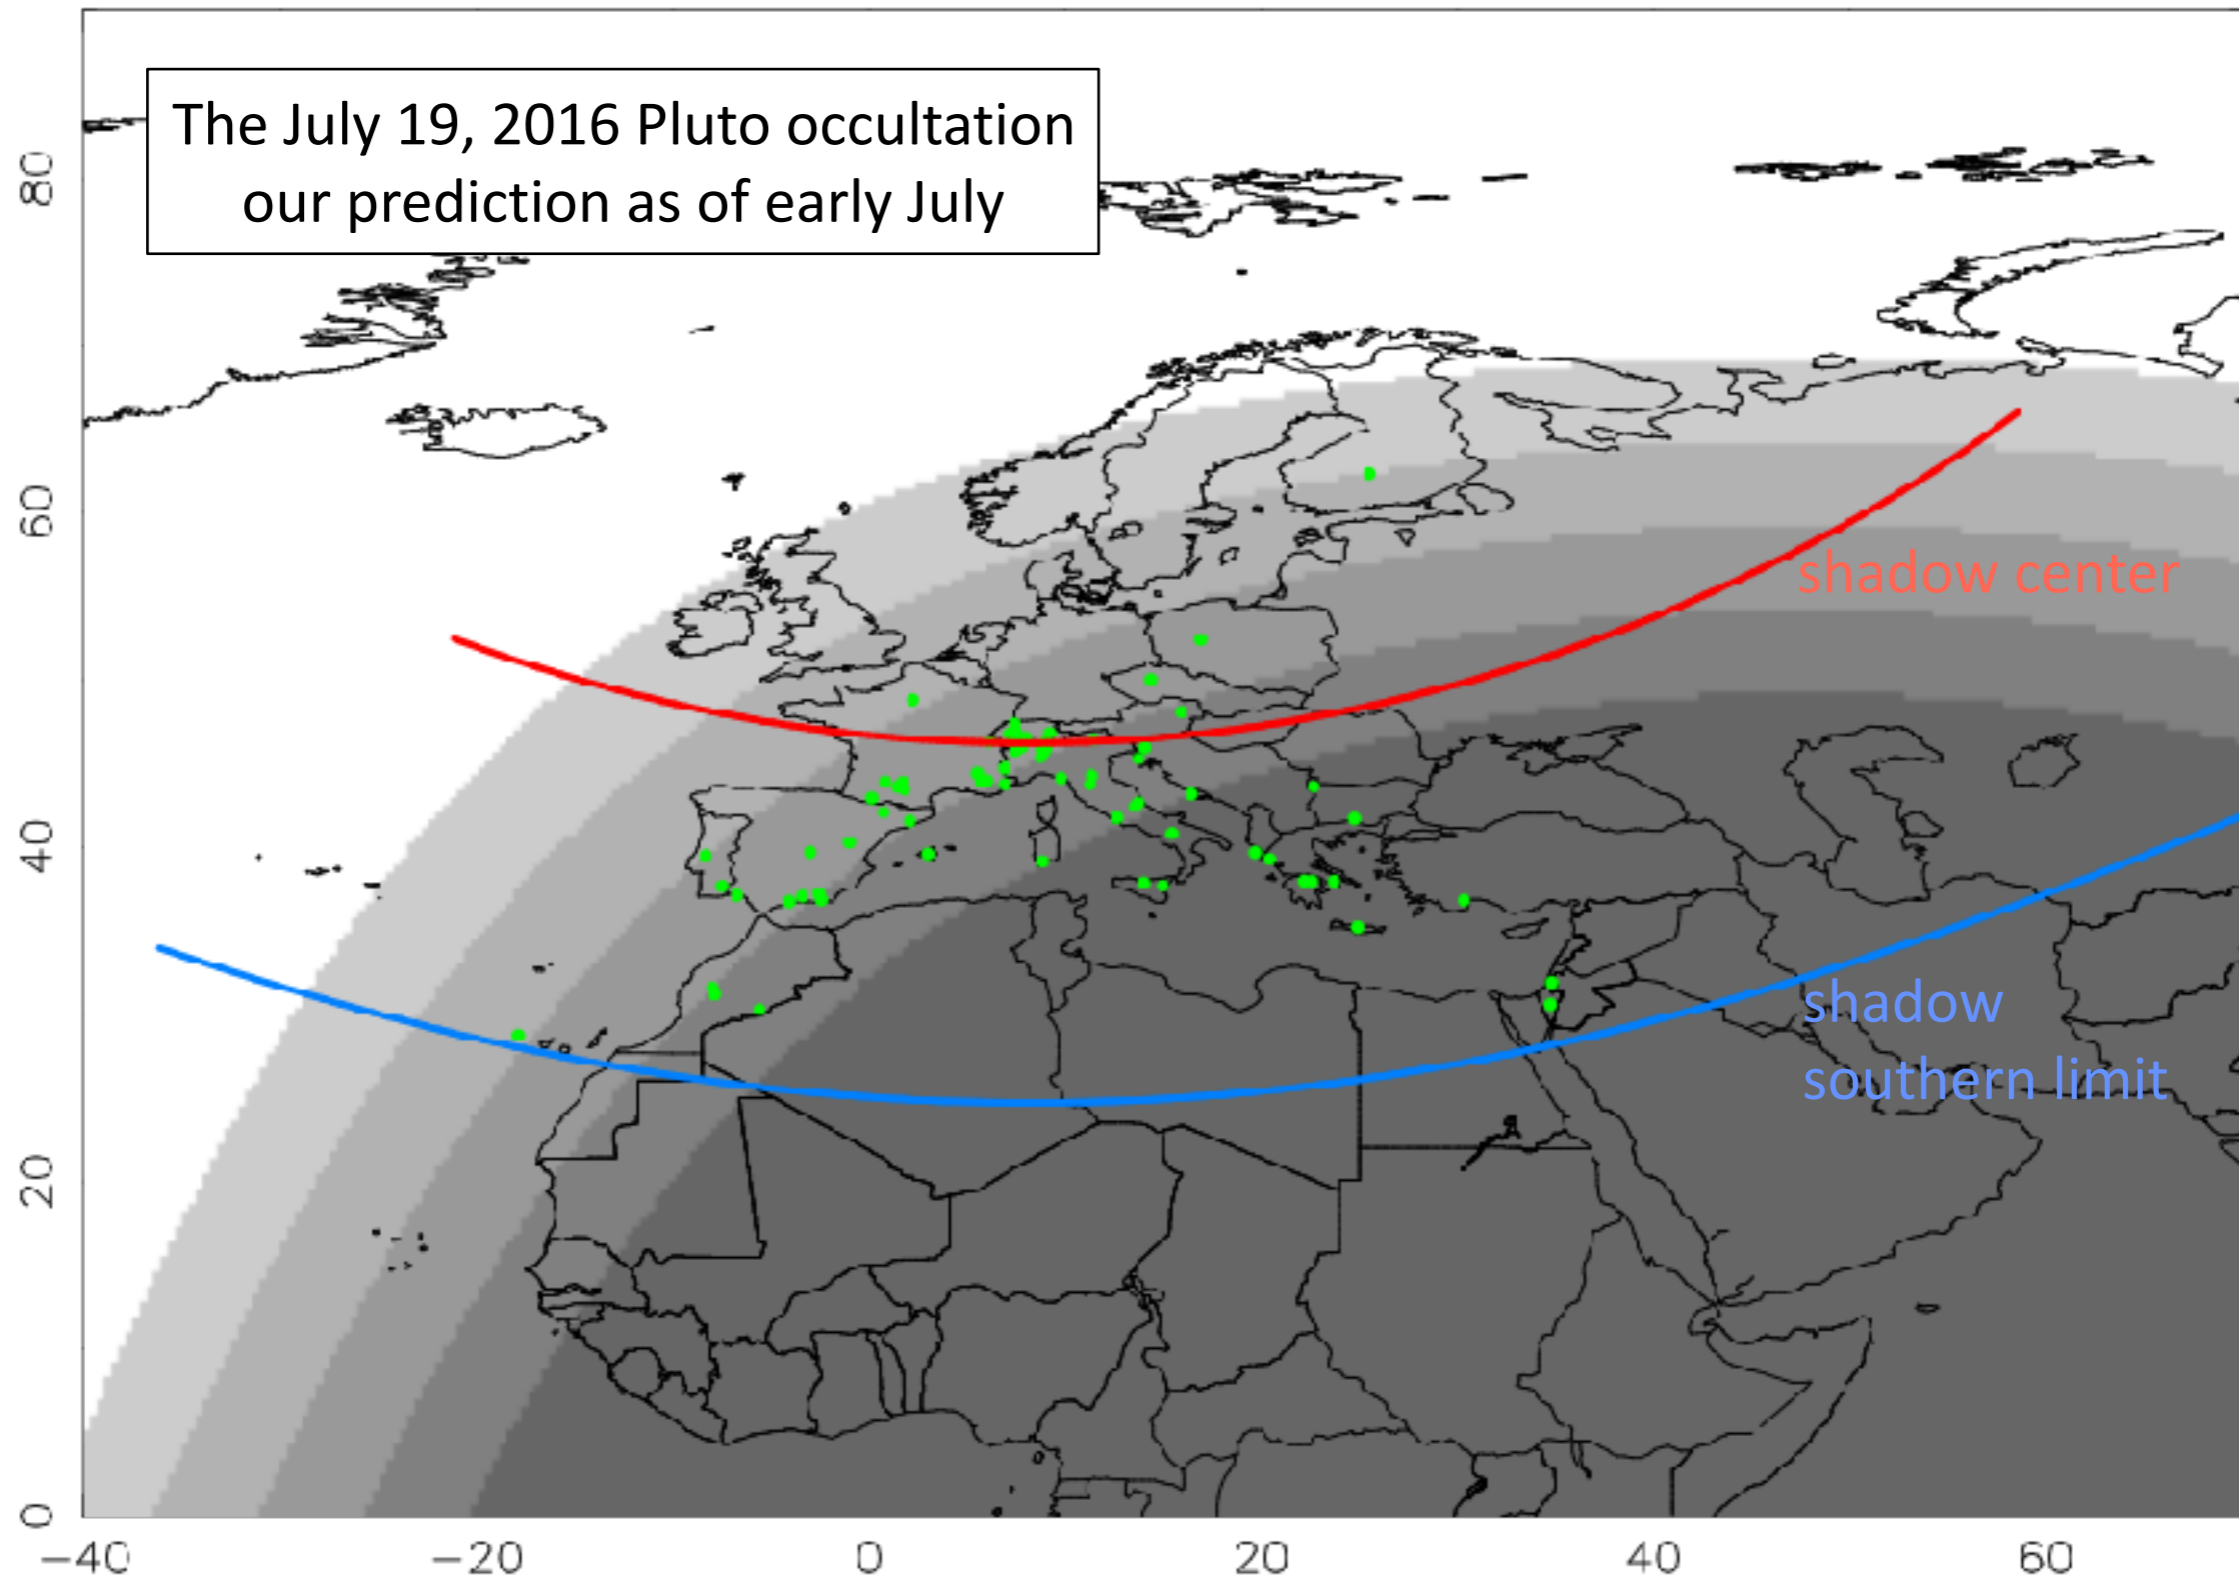 The July 19, 2016 Pluto occultation
our prediction as of early July
80
60
shadow center
40
shadow
southern limit
20
0
−40 −20 0 20 40 60